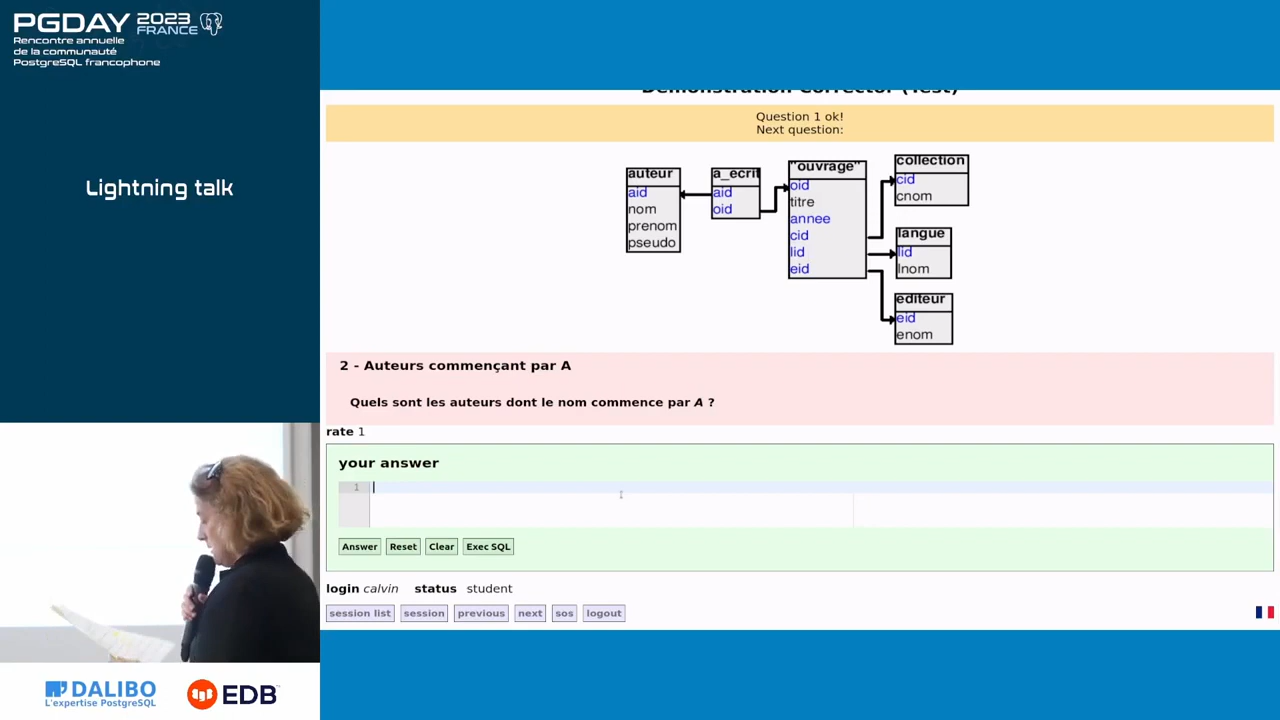 PGDAY 2023 FRANCE
Rencontre annuelle
de la communauté
PostgreSQL francophone
Lightning talk
Demonstration Corrector (Test)
Question 1 ok!
Next question:
auteur
aid
nom
prenom
pseudo
a_ecrit
aid
oid
"ouvrage"
oid
titre
annee
cid
lid
eid
collection
cid
cnom
langue
lid
lnom
editeur
eid
enom
2 - Auteurs commençant par A
Quels sont les auteurs dont le nom commence par A ?
rate 1
your answer
1
Answer Reset Clear Exec SQL
login calvin status student
session list session previous next sos logout
DALIBO
L'expertise PostgreSQL
EDB